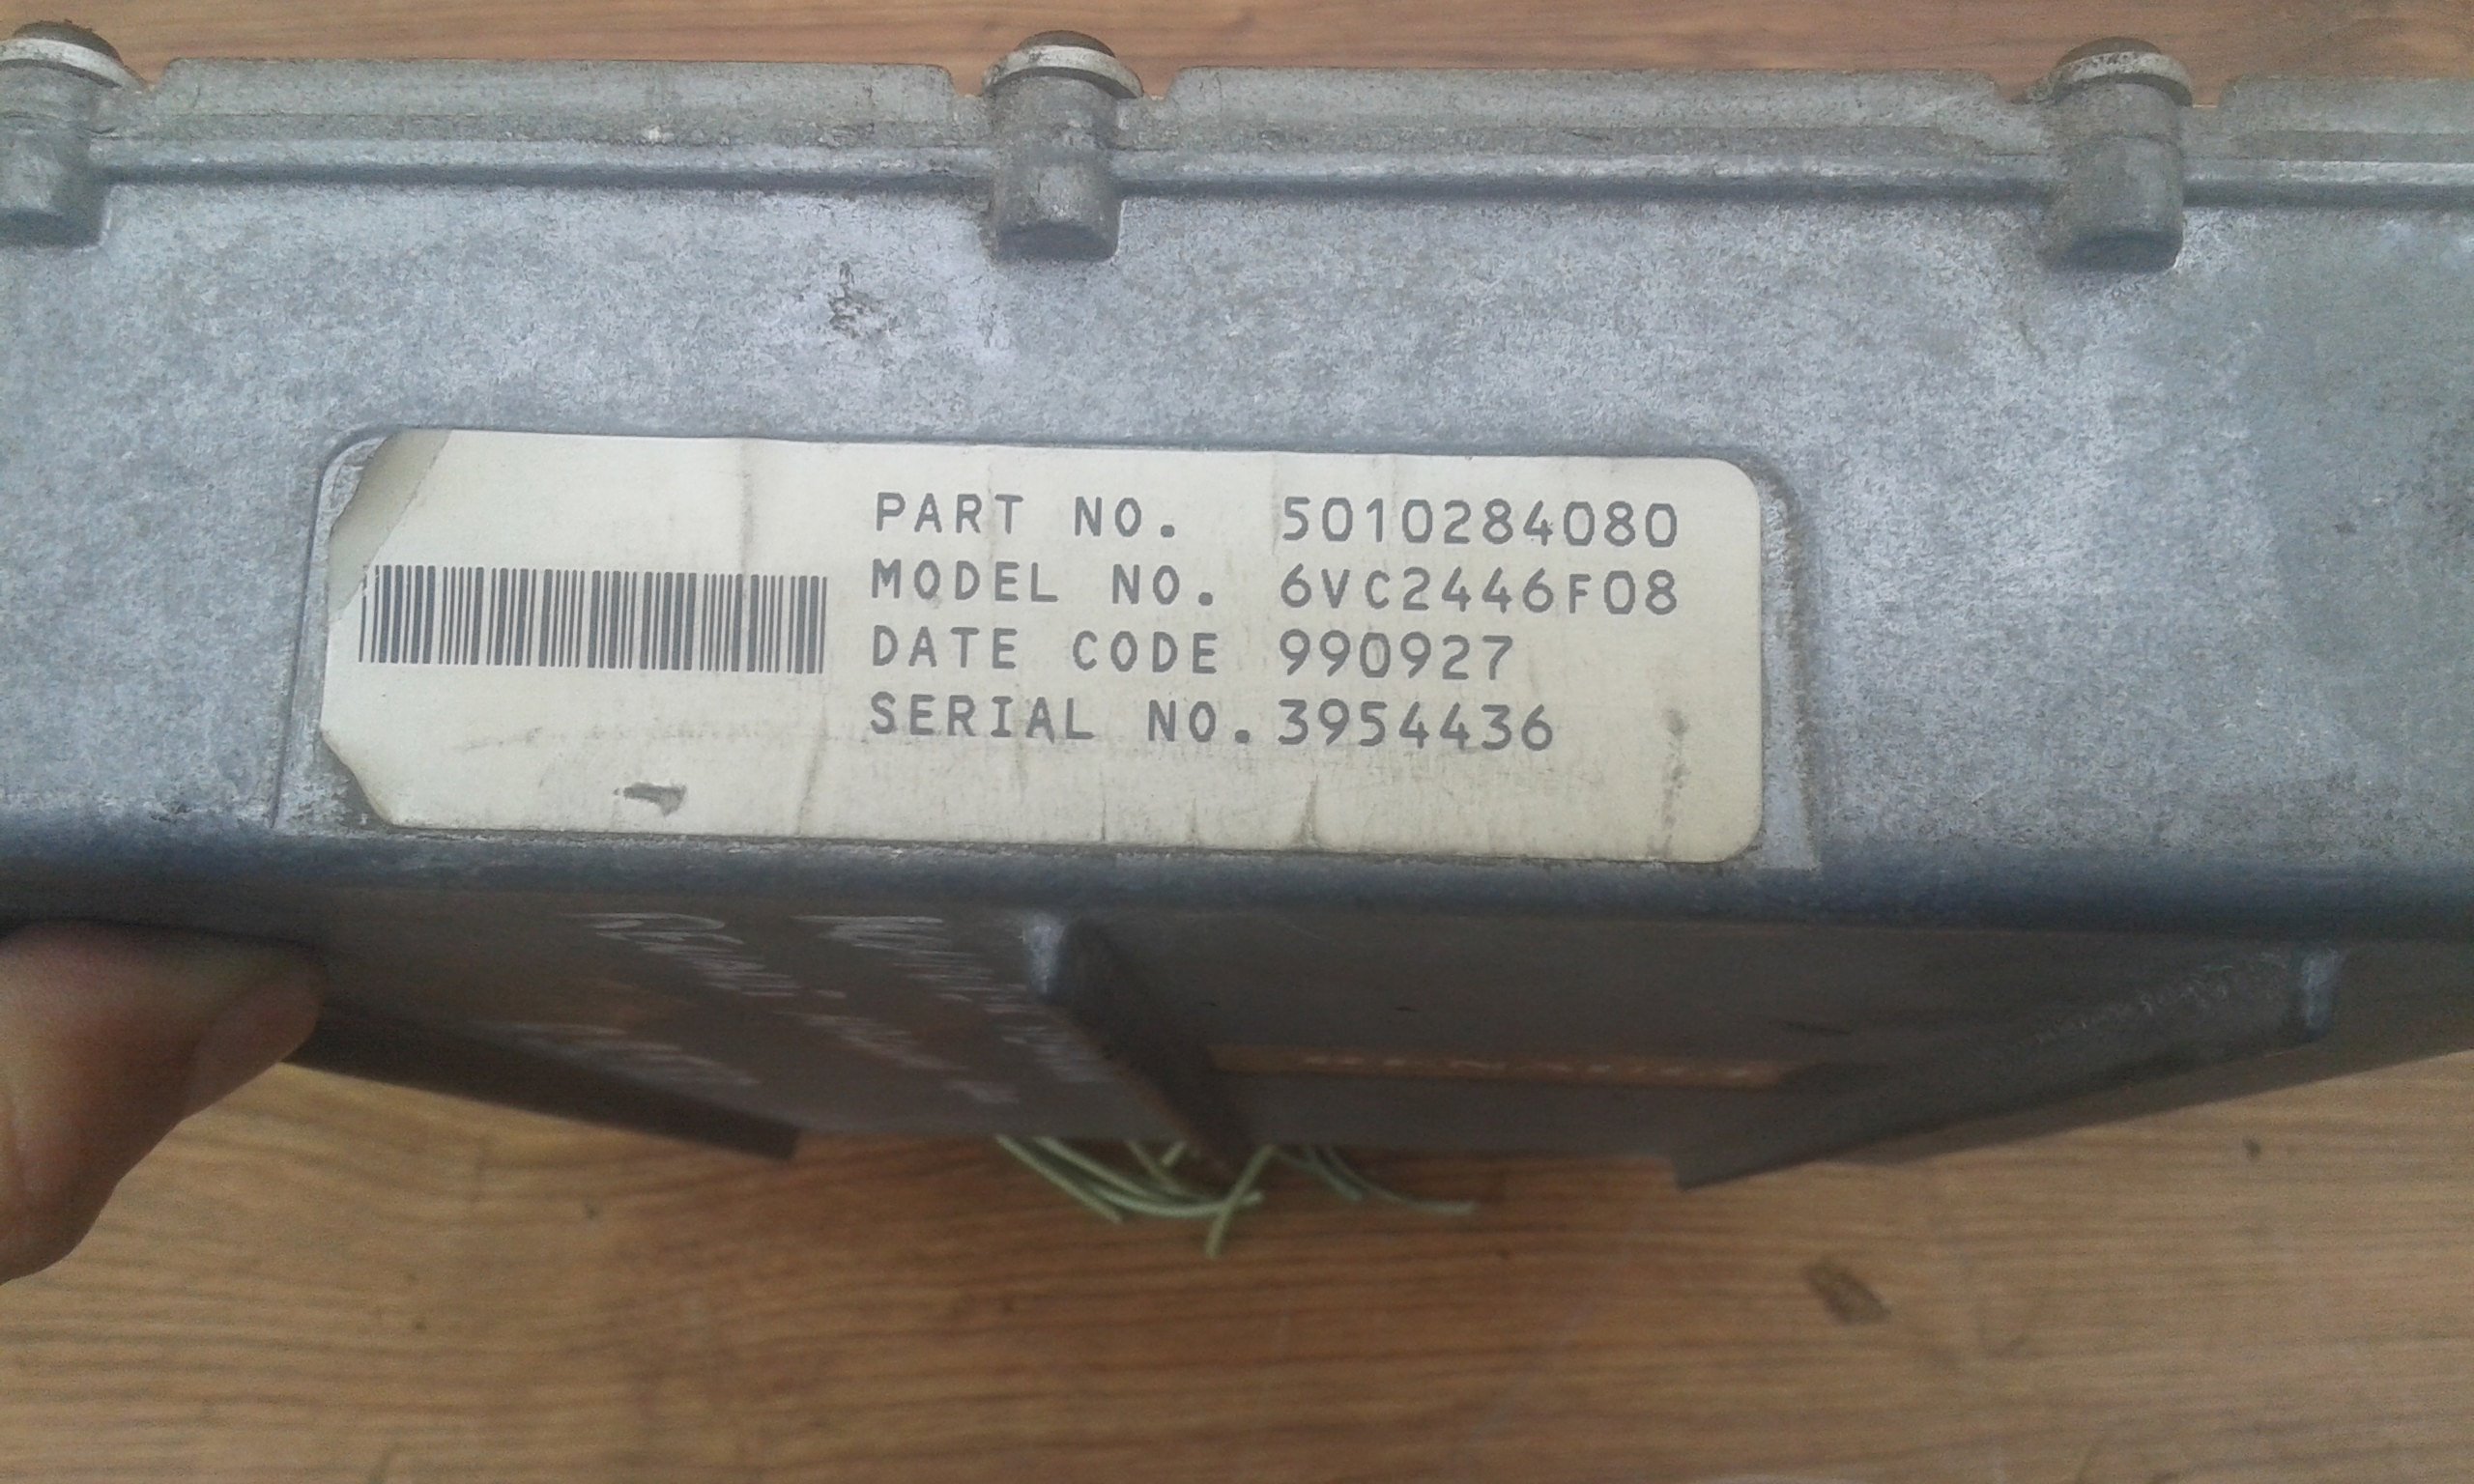 PART NO. 5010284080
MODEL NO. 6VC2446F08
DATE CODE 990927
SERIAL NO. 3954436